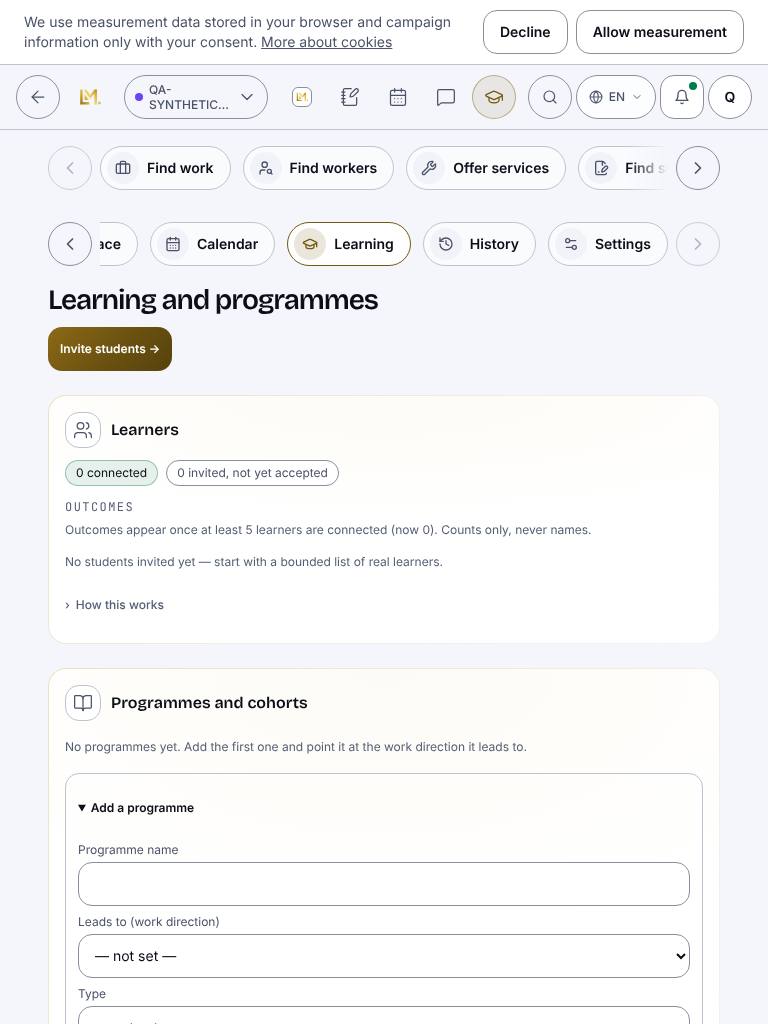 We use measurement data stored in your browser and campaign
information only with your consent. More about cookies
Decline
Allow measurement
LM.
QA-
SYNTHETIC...
LM.
EN
Q
Find work
Find workers
Offer services
Find s
ace
Calendar
Learning
History
Settings
Learning and programmes
Invite students →
Learners
0 connected
0 invited, not yet accepted
OUTCOMES
Outcomes appear once at least 5 learners are connected (now 0). Counts only, never names.
No students invited yet — start with a bounded list of real learners.
› How this works
Programmes and cohorts
No programmes yet. Add the first one and point it at the work direction it leads to.
▼ Add a programme
Programme name
Leads to (work direction)
— not set —
Type